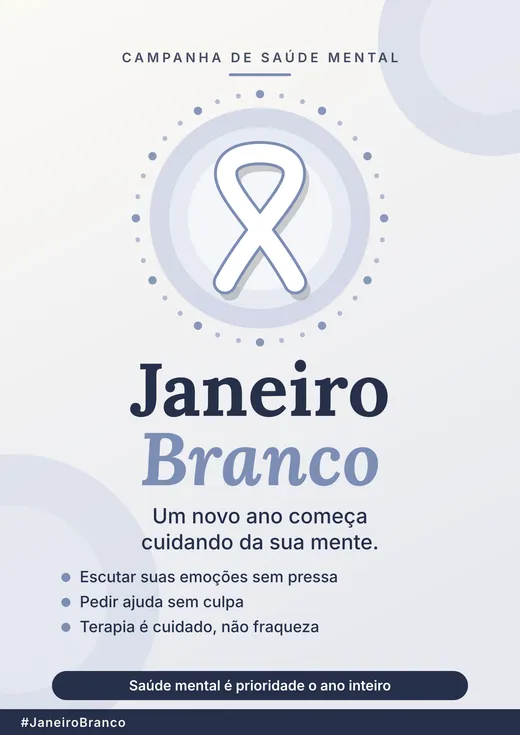 CAMPANHA DE SAÚDE MENTAL
Janeiro
Branco
Um novo ano começa
cuidando da sua mente.
Escutar suas emoções sem pressa
Pedir ajuda sem culpa
Terapia é cuidado, não fraqueza
Saúde mental é prioridade o ano inteiro
#JaneiroBranco